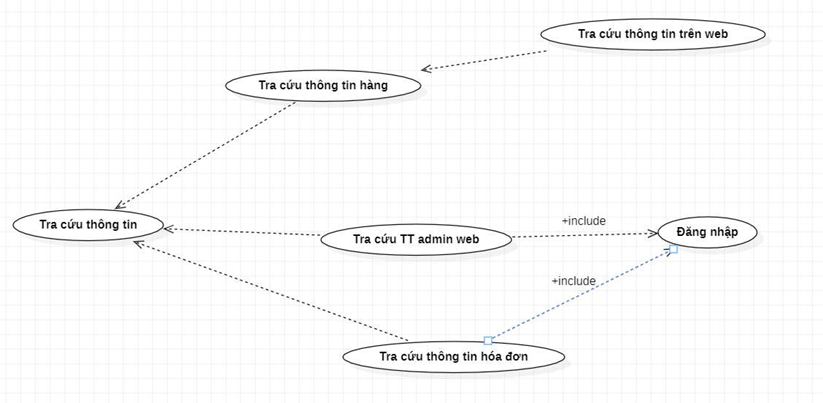 Tra cứu thông tin trên web
Tra cứu thông tin hàng
Tra cứu thông tin
Tra cứu TT admin web
+include
Đăng nhập
+include
Tra cứu thông tin hóa đơn